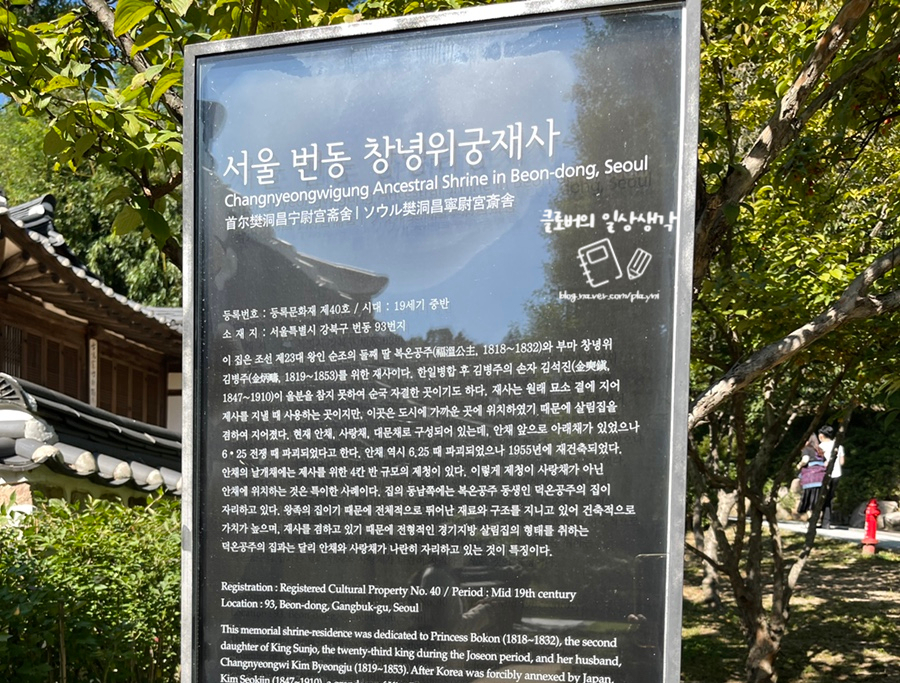 서울 번동 창녕위궁재사
Changnyeongwigung Ancestral Shrine in Beon-dong, Seoul
首尔樊洞昌宁尉宫斋舍 | ソウル樊洞昌寧尉宮斎舎
클로버의 일상생각
blog.naver.com/plzyni
등록번호 : 등록문화재 제40호 / 시대 : 19세기 중반
소 재 지 : 서울특별시 강북구 번동 93번지
이 집은 조선 제23대 왕인 순조의 둘째 딸 복온공주(福溫公主, 1818~1832)와 부마 창녕위
김병주(金炳疇, 1819~1853)를 위한 재사이다. 한일병합 후 김병주의 손자 김석진(金奭鎭,
1847~1910)이 울분을 참지 못하여 순국 자결한 곳이기도 하다. 재사는 원래 묘소 곁에 지어
제사를 지낼 때 사용하는 곳이지만, 이곳은 도시에 가까운 곳에 위치하였기 때문에 살림집을
겸하여 지어졌다. 현재 안채, 사랑채, 대문채로 구성되어 있는데, 안채 앞으로 아래채가 있었으나
6·25 전쟁 때 파괴되었다고 한다. 안채 역시 6.25 때 파괴되었으나 1955년에 재건축되었다.
안채의 날개채에는 제사를 위한 4칸 반 규모의 제청이 있다. 이렇게 제청이 사랑채가 아닌
안채에 위치하는 것은 특이한 사례이다. 집의 동남쪽에는 복온공주 동생인 덕온공주의 집이
자리하고 있다. 왕족의 집이기 때문에 전체적으로 뛰어난 재료와 구조를 지니고 있어 건축적으로
가치가 높으며, 재사를 겸하고 있기 때문에 전형적인 경기지방 살림집의 형태를 취하는
덕온공주의 집과는 달리 안채와 사랑채가 나란히 자리하고 있는 것이 특징이다.
Registration : Registered Cultural Property No. 40 / Period : Mid 19th century
Location : 93, Beon-dong, Gangbuk-gu, Seoul
This memorial shrine-residence was dedicated to Princess Bokon (1818~1832), the second
daughter of King Sunjo, the twenty-third king during the Joseon period, and her husband,
Changnyeongwi Kim Byeongju (1819~1853). After Korea was forcibly annexed by Japan,
Kim Seokjin (1847~1910), a grandson of